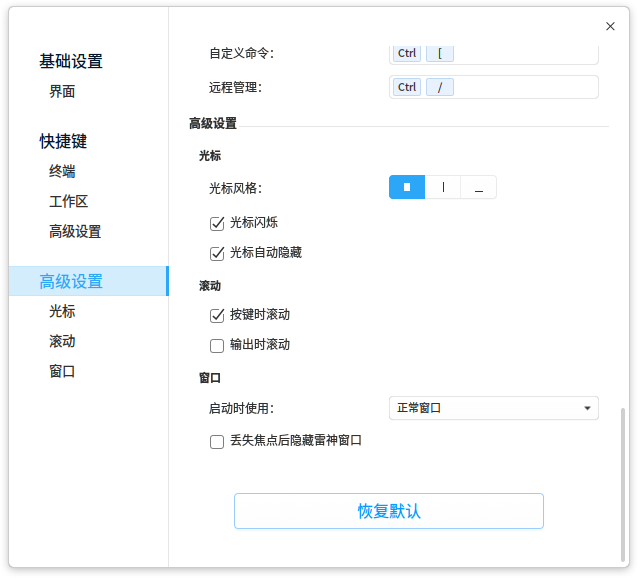 基础设置
界面
快捷键
终端
工作区
高级设置
高级设置
光标
滚动
窗口
自定义命令： Ctrl [
远程管理： Ctrl /
高级设置
光标
光标风格：
光标闪烁
光标自动隐藏
滚动
按键时滚动
输出时滚动
窗口
启动时使用： 正常窗口
丢失焦点后隐藏雷神窗口
恢复默认